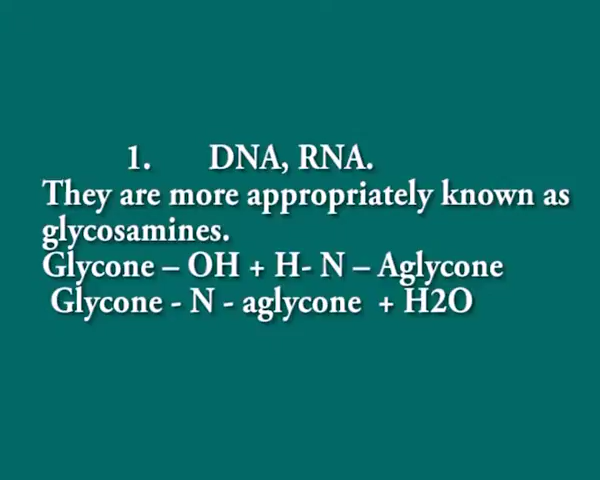 1. DNA, RNA.
They are more appropriately known as
glycosamines.
Glycone – OH + H- N – Aglycone
Glycone - N - aglycone + H2O